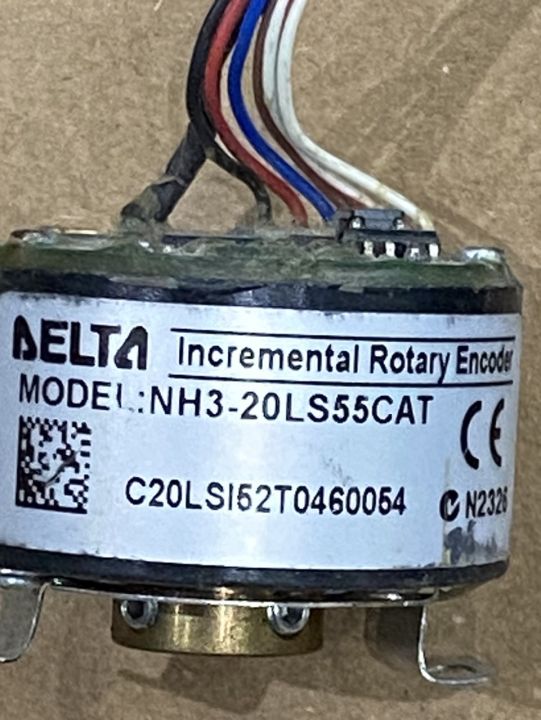 DELTA Incremental Rotary Encoder
MODEL:NH3-20LS55CAT
CE
C20LSI52T0460054
N2326